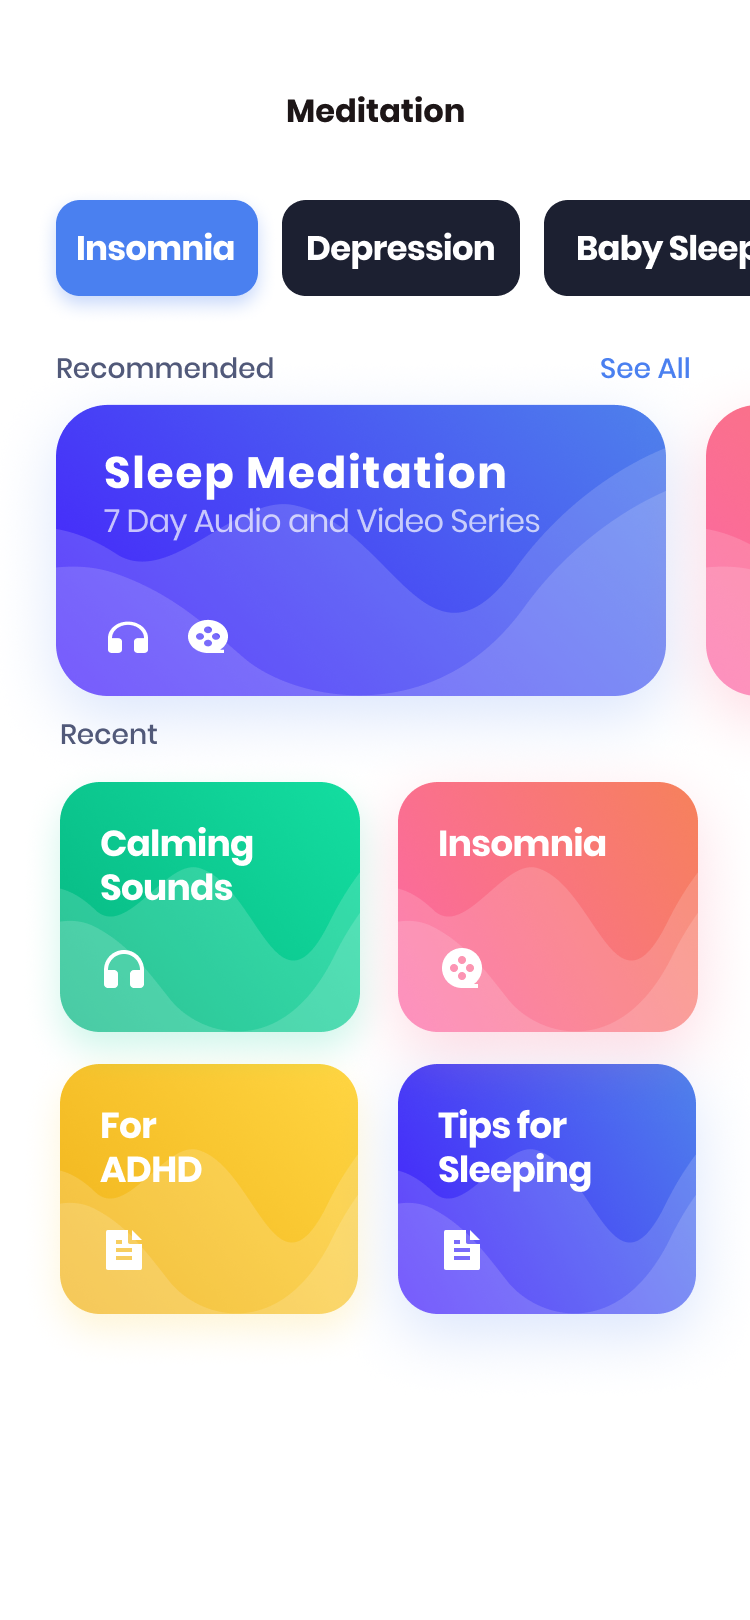 Meditation
Insomnia
Depression
Baby Sleep
Recommended
See All
Sleep Meditation
7 Day Audio and Video Series
Recent
Calming
Sounds
Insomnia
For
ADHD
Tips for
Sleeping